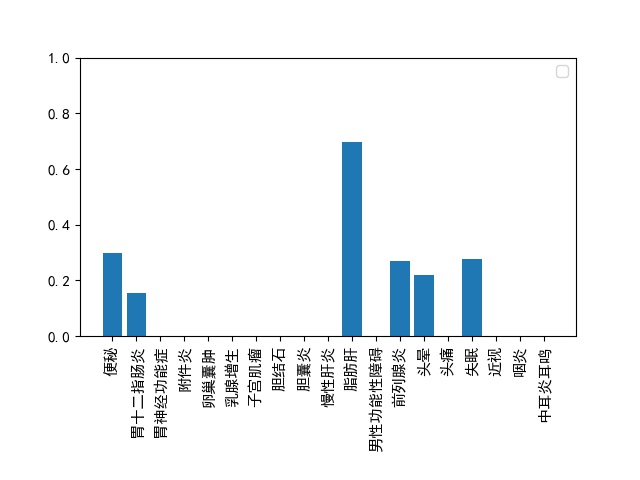 1.0
0.8
0.6
0.4
0.2
0.0
便秘
胃十二指肠炎
胃神经功能症
附件炎
卵巢囊肿
乳腺增生
子宫肌瘤
胆结石
胆囊炎
慢性肝炎
脂肪肝
男性功能性障碍
前列腺炎
头晕
头痛
失眠
近视
咽炎
中耳炎耳鸣